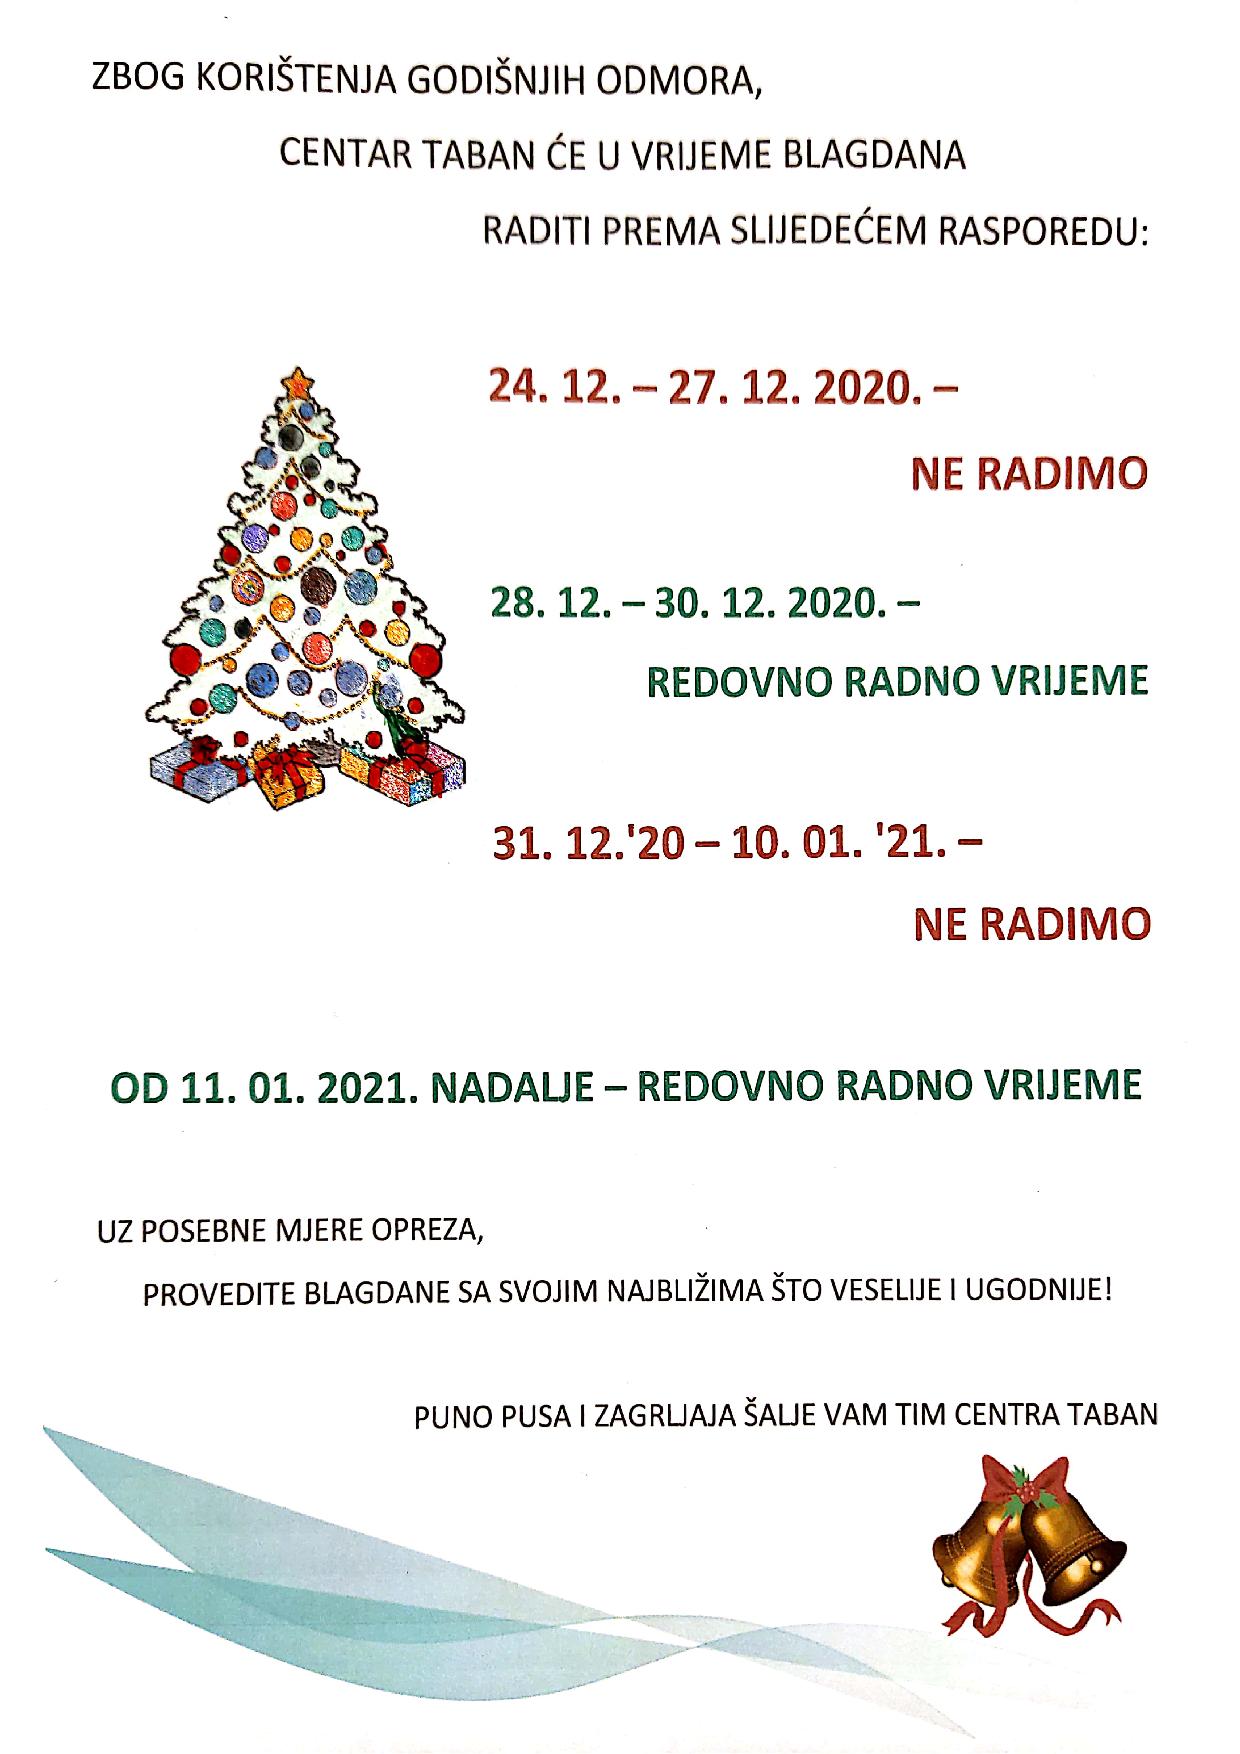 ZBOG KORIŠTENJA GODIŠNJIH ODMORA,
CENTAR TABAN ĆE U VRIJEME BLAGDANA
RADITI PREMA SLIJEDEĆEM RASPOREDU:
24. 12. – 27. 12. 2020. –
NE RADIMO
28. 12. – 30. 12. 2020. –
REDOVNO RADNO VRIJEME
31. 12.'20 – 10. 01. '21. –
NE RADIMO
OD 11. 01. 2021. NADALJE – REDOVNO RADNO VRIJEME
UZ POSEBNE MJERE OPREZA,
PROVEDITE BLAGDANE SA SVOJIM NAJBLIŽIMA ŠTO VESELIJE I UGODNIJE!
PUNO PUSA I ZAGRLJAJA ŠALJE VAM TIM CENTRA TABAN